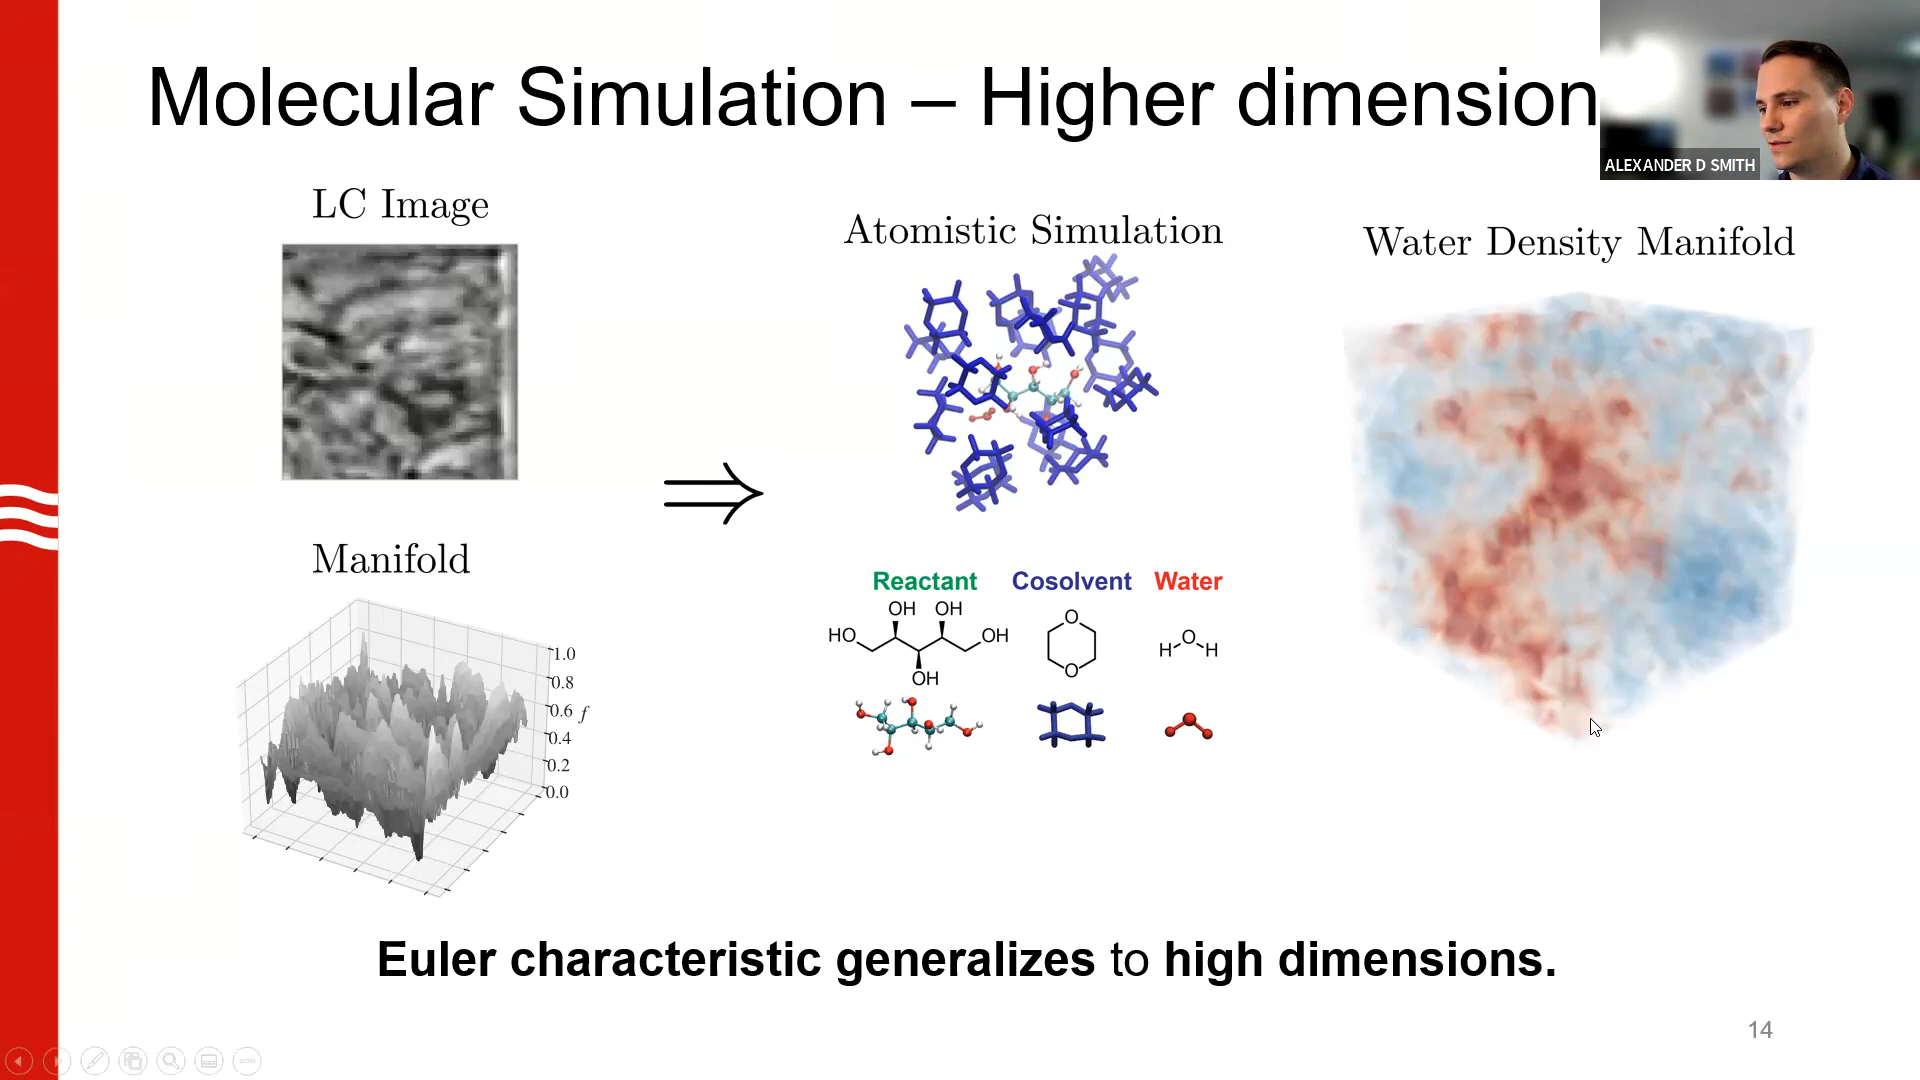 Molecular Simulation – Higher dimension
ALEXANDER D SMITH
LC Image
Manifold
1.0
0.8
0.6 f
0.4
0.2
0.0
Atomistic Simulation
Reactant Cosolvent Water
OH OH
HO OH
OH
O
O
O
H H
Water Density Manifold
Euler characteristic generalizes to high dimensions.
14